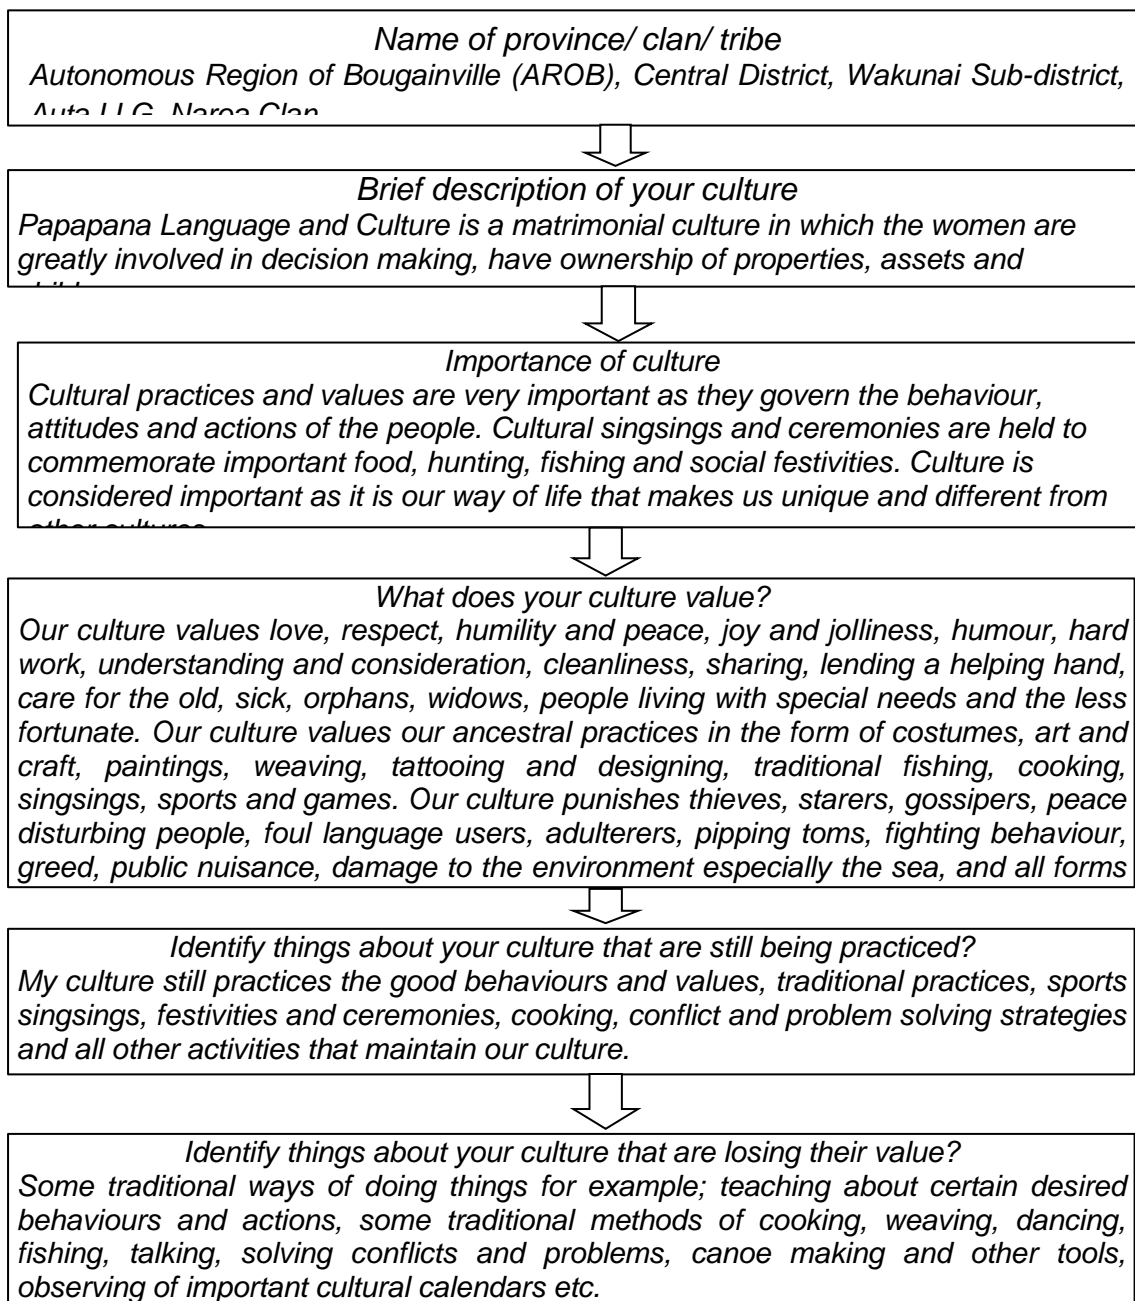 Name of province/ clan/ tribe
Autonomous Region of Bougainville (AROB), Central District, Wakunai Sub-district,
Brief description of your culture
Papapana Language and Culture is a matrimonial culture in which the women are
greatly involved in decision making, have ownership of properties, assets and
Importance of culture
Cultural practices and values are very important as they govern the behaviour,
attitudes and actions of the people. Cultural singsings and ceremonies are held to
commemorate important food, hunting, fishing and social festivities. Culture is
considered important as it is our way of life that makes us unique and different from
other cultures
What does your culture value?
Our culture values love, respect, humility and peace, joy and jolliness, humour, hard
work, understanding and consideration, cleanliness, sharing, lending a helping hand,
care for the old, sick, orphans, widows, people living with special needs and the less
fortunate. Our culture values our ancestral practices in the form of costumes, art and
craft, paintings, weaving, tattooing and designing, traditional fishing, cooking,
singsings, sports and games. Our culture punishes thieves, starers, gossipers, peace
disturbing people, foul language users, adulterers, pipping toms, fighting behaviour,
greed, public nuisance, damage to the environment especially the sea, and all forms
Identify things about your culture that are still being practiced?
My culture still practices the good behaviours and values, traditional practices, sports
singsings, festivities and ceremonies, cooking, conflict and problem solving strategies
and all other activities that maintain our culture.
Identify things about your culture that are losing their value?
Some traditional ways of doing things for example; teaching about certain desired
behaviours and actions, some traditional methods of cooking, weaving, dancing,
fishing, talking, solving conflicts and problems, canoe making and other tools,
observing of important cultural calendars etc.